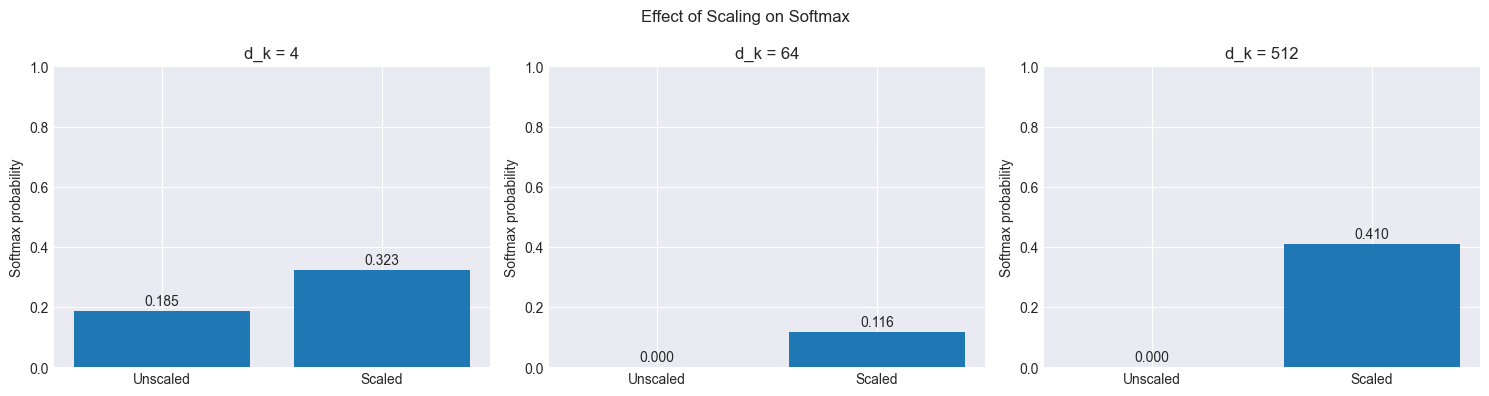 Effect of Scaling on Softmax
d_k = 4
Softmax probability
1.0
0.8
0.6
0.4
0.2
0.0
0.185
0.323
Unscaled
Scaled
d_k = 64
Softmax probability
1.0
0.8
0.6
0.4
0.2
0.0
0.000
0.116
Unscaled
Scaled
d_k = 512
Softmax probability
1.0
0.8
0.6
0.4
0.2
0.0
0.000
0.410
Unscaled
Scaled